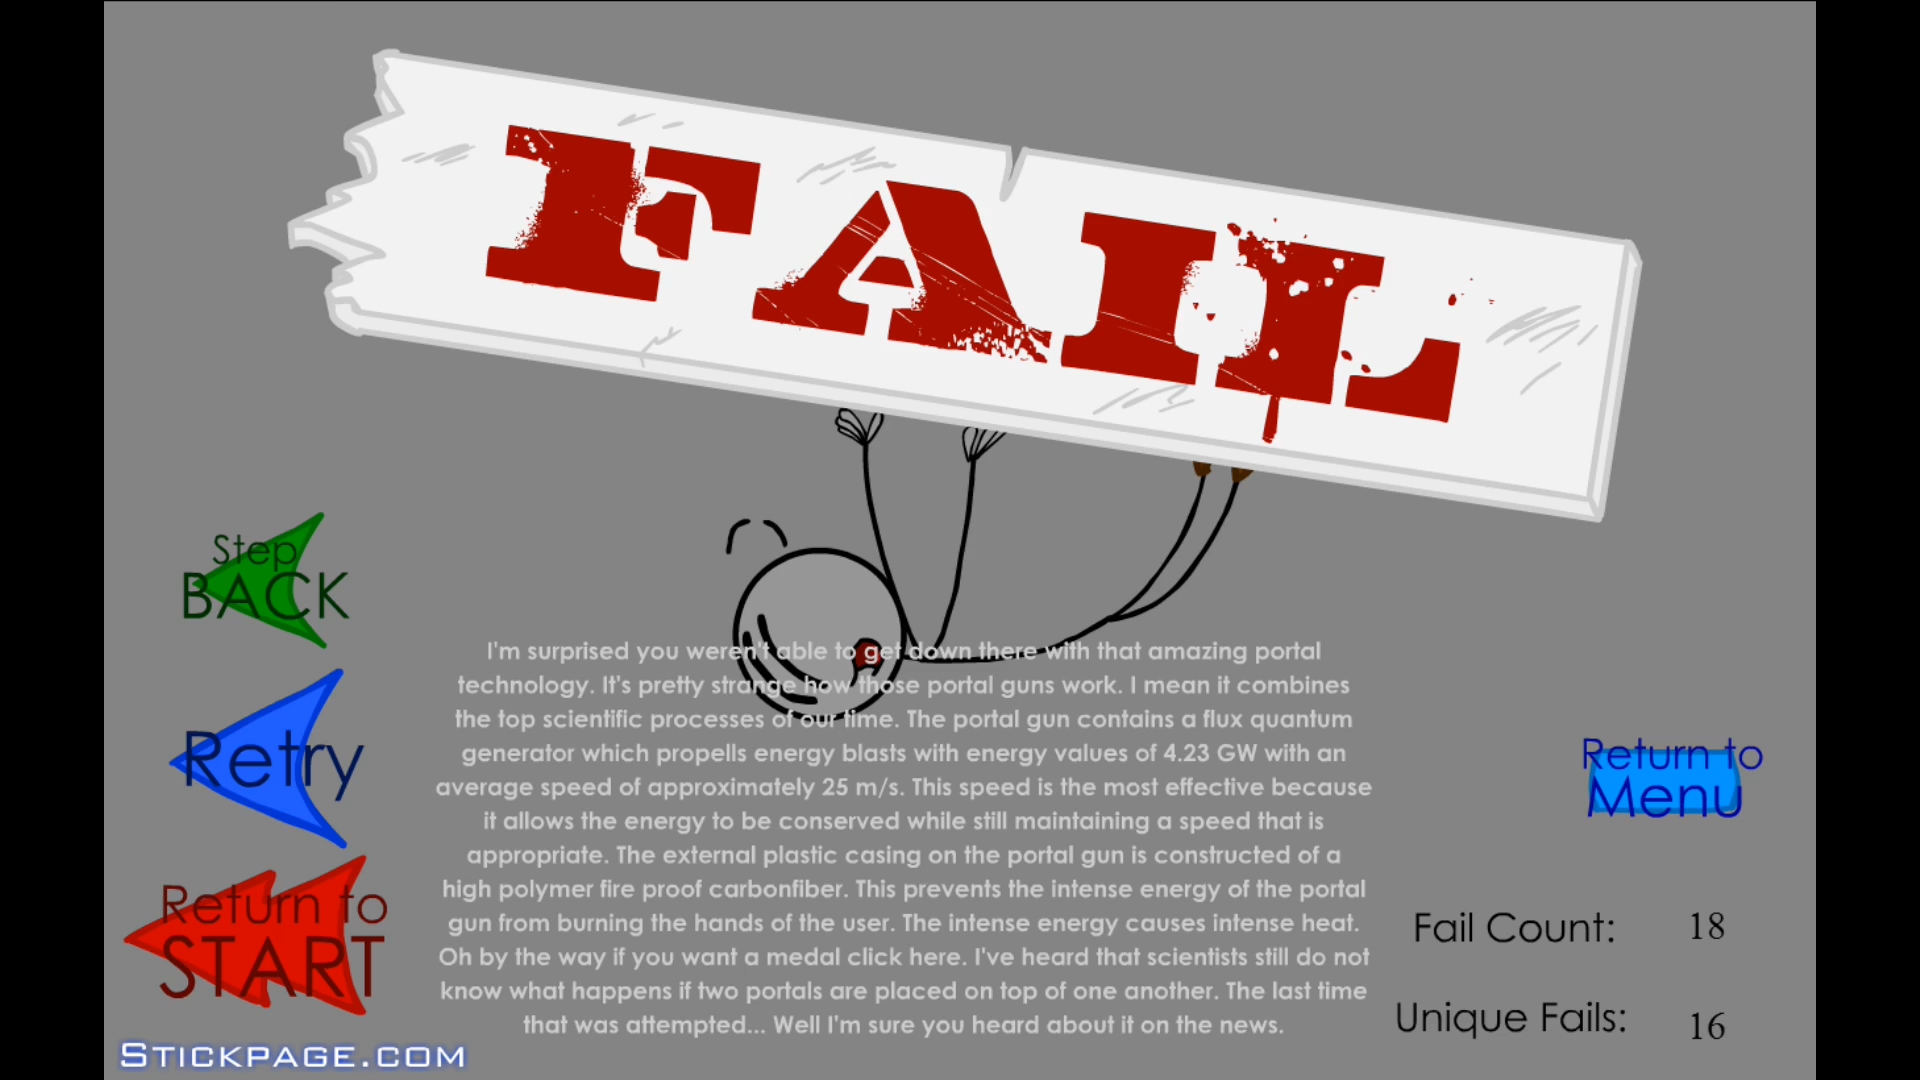 FAIL
Step
BACK
Retry
Return to
START
I'm surprised you weren't able to get down there with that amazing portal
technology. It's pretty strange how those portal guns work. I mean it combines
the top scientific processes of our time. The portal gun contains a flux quantum
generator which propells energy blasts with energy values of 4.23 GW with an
average speed of approximately 25 m/s. This speed is the most effective because
it allows the energy to be conserved while still maintaining a speed that is
appropriate. The external plastic casing on the portal gun is constructed of a
high polymer fire proof carbonfiber. This prevents the intense energy of the portal
gun from burning the hands of the user. The intense energy causes intense heat.
Oh by the way if you want a medal click here. I've heard that scientists still do not
know what happens if two portals are placed on top of one another. The last time
that was attempted... Well I'm sure you heard about it on the news.
Return to
Menu
Fail Count: 18
Unique Fails: 16
STICKPAGE.COM